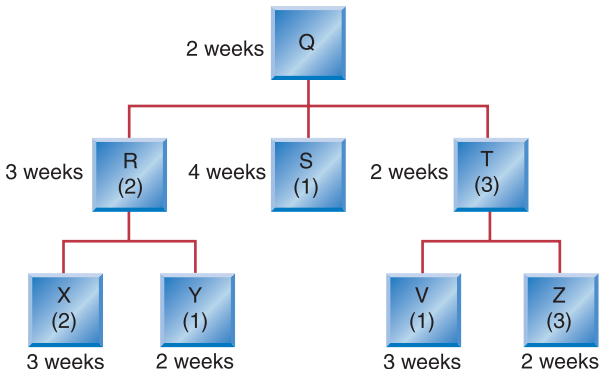 2 weeks
Q
3 weeks
R
(2)
4 weeks
S
(1)
2 weeks
T
(3)
X
(2)
Y
(1)
V
(1)
Z
(3)
3 weeks
2 weeks
3 weeks
2 weeks